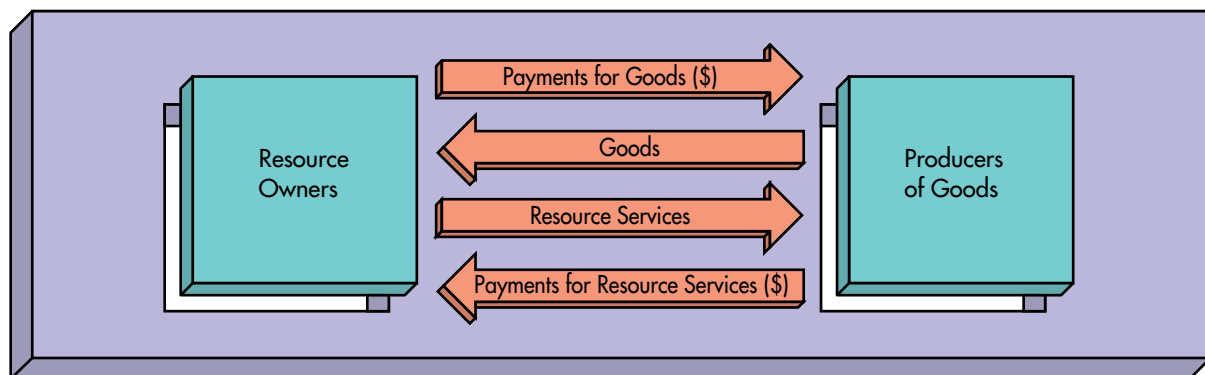 Payments for Goods ($)
Goods
Resource
Owners
Producers
of Goods
Resource Services
Payments for Resource Services ($)